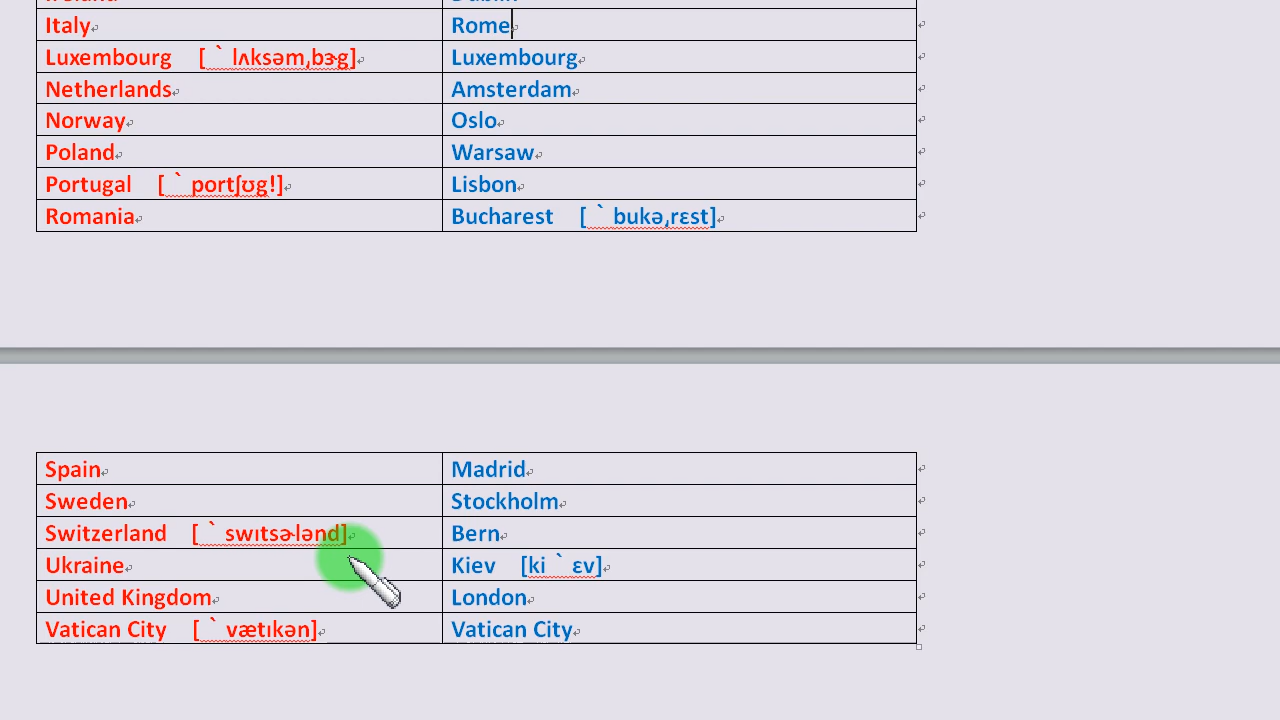 Italy Rome
Luxembourg [ˋlʌksəm͵bɝg] Luxembourg
Netherlands Amsterdam
Norway Oslo
Poland Warsaw
Portugal [ˋportʃʊg!] Lisbon
Romania Bucharest [ˋbukə͵rɛst]
Spain Madrid
Sweden Stockholm
Switzerland [ˋswɪtsɚlənd] Bern
Ukraine Kiev [kiˋɛv]
United Kingdom London
Vatican City [ˋvætɪkən] Vatican City